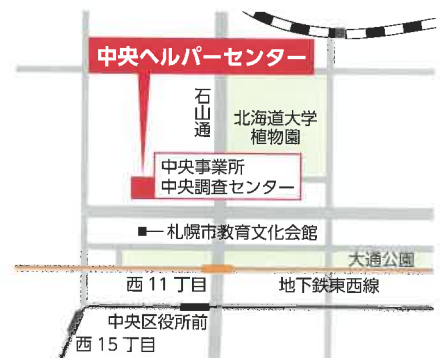 中央ヘルパーセンター
石山通
北海道大学
植物園
中央事業所
中央調査センター
札幌市教育文化会館
大通公園
西11丁目
地下鉄東西線
中央区役所前
西15丁目